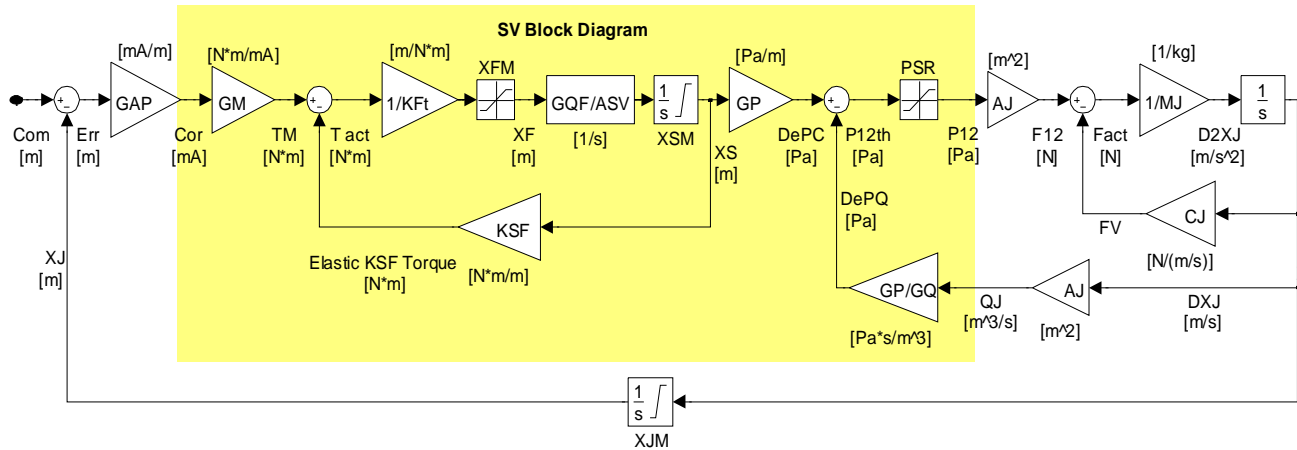 SV Block Diagram
[mA/m]
[N*m/mA]
[m/N*m]
XFM
[Pa/m]
PSR
[m^2]
[1/kg]
+
-
GAP
GM
+
-
1/KFt
GQF/ASV
1
s
GP
+
-
AJ
+
-
1/MJ
1
s
Com
[m]
Err
[m]
Cor
[mA]
TM
[N*m]
T act
[N*m]
XF
[m]
[1/s]
XSM
XS
[m]
DePC
[Pa]
P12th
[Pa]
P12
[Pa]
F12
[N]
Fact
[N]
D2XJ
[m/s^2]
DePQ
[Pa]
KSF
CJ
FV
[N/(m/s)]
Elastic KSF Torque
[N*m]
[N*m/m]
XJ
[m]
GP/GQ
QJ
[m^3/s]
AJ
DXJ
[m/s]
[Pa*s/m^3]
[m^2]
1
s
XJM